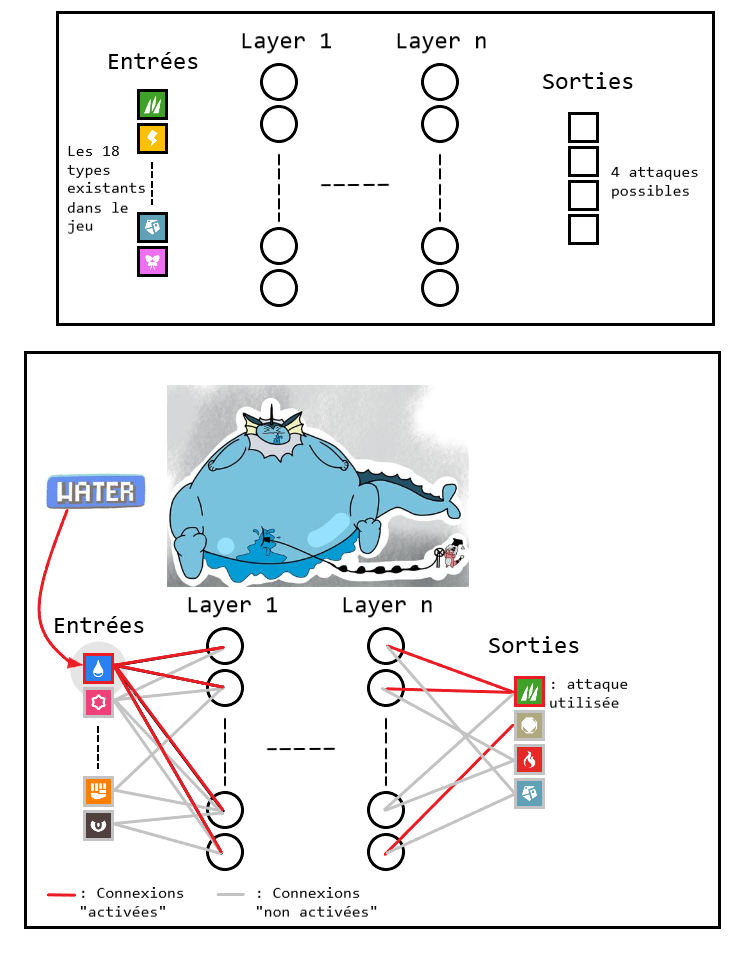 Layer 1
Layer n
Entrées
Sorties
Les 18
types
existants
dans le
jeu
4 attaques
possibles
WATER
Layer 1
Layer n
Entrées
Sorties
: attaque
utilisée
: Connexions
"activées"
: Connexions
"non activées"